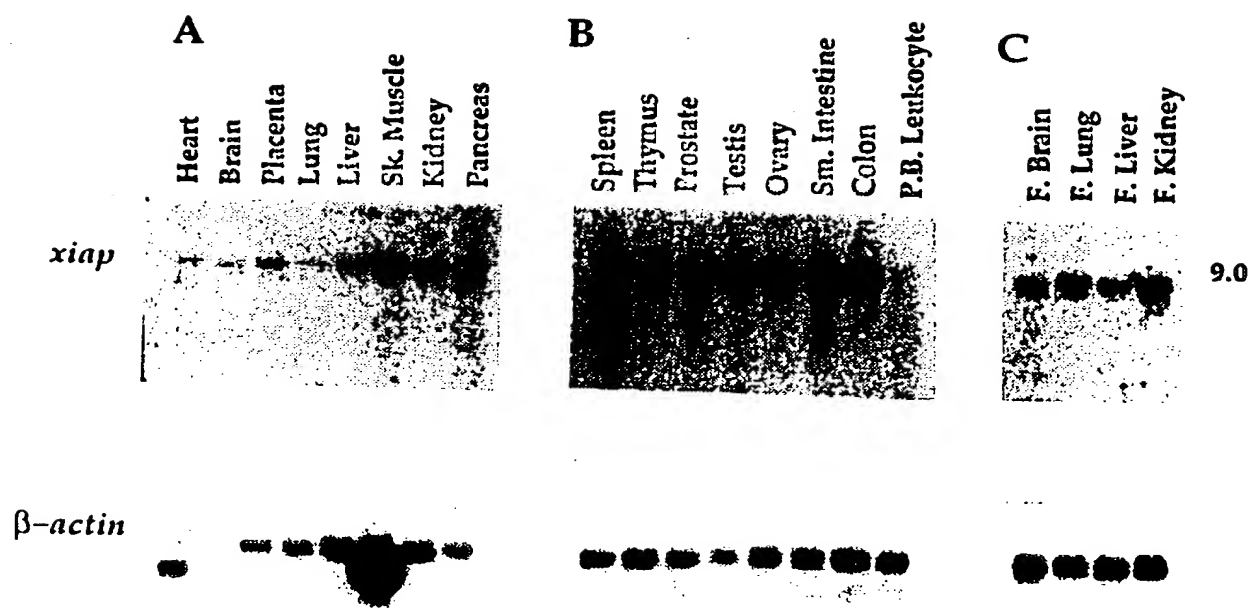 A
B
C
Heart
Brain
Placenta
Lung
Liver
Sk. Muscle
Kidney
Pancreas
Spleen
Thymus
Prostate
Testis
Ovary
Sm. Intestine
Colon
P.B. Leukocyte
F. Brain
F. Lung
F. Liver
F. Kidney
xiap
9.0
β-actin